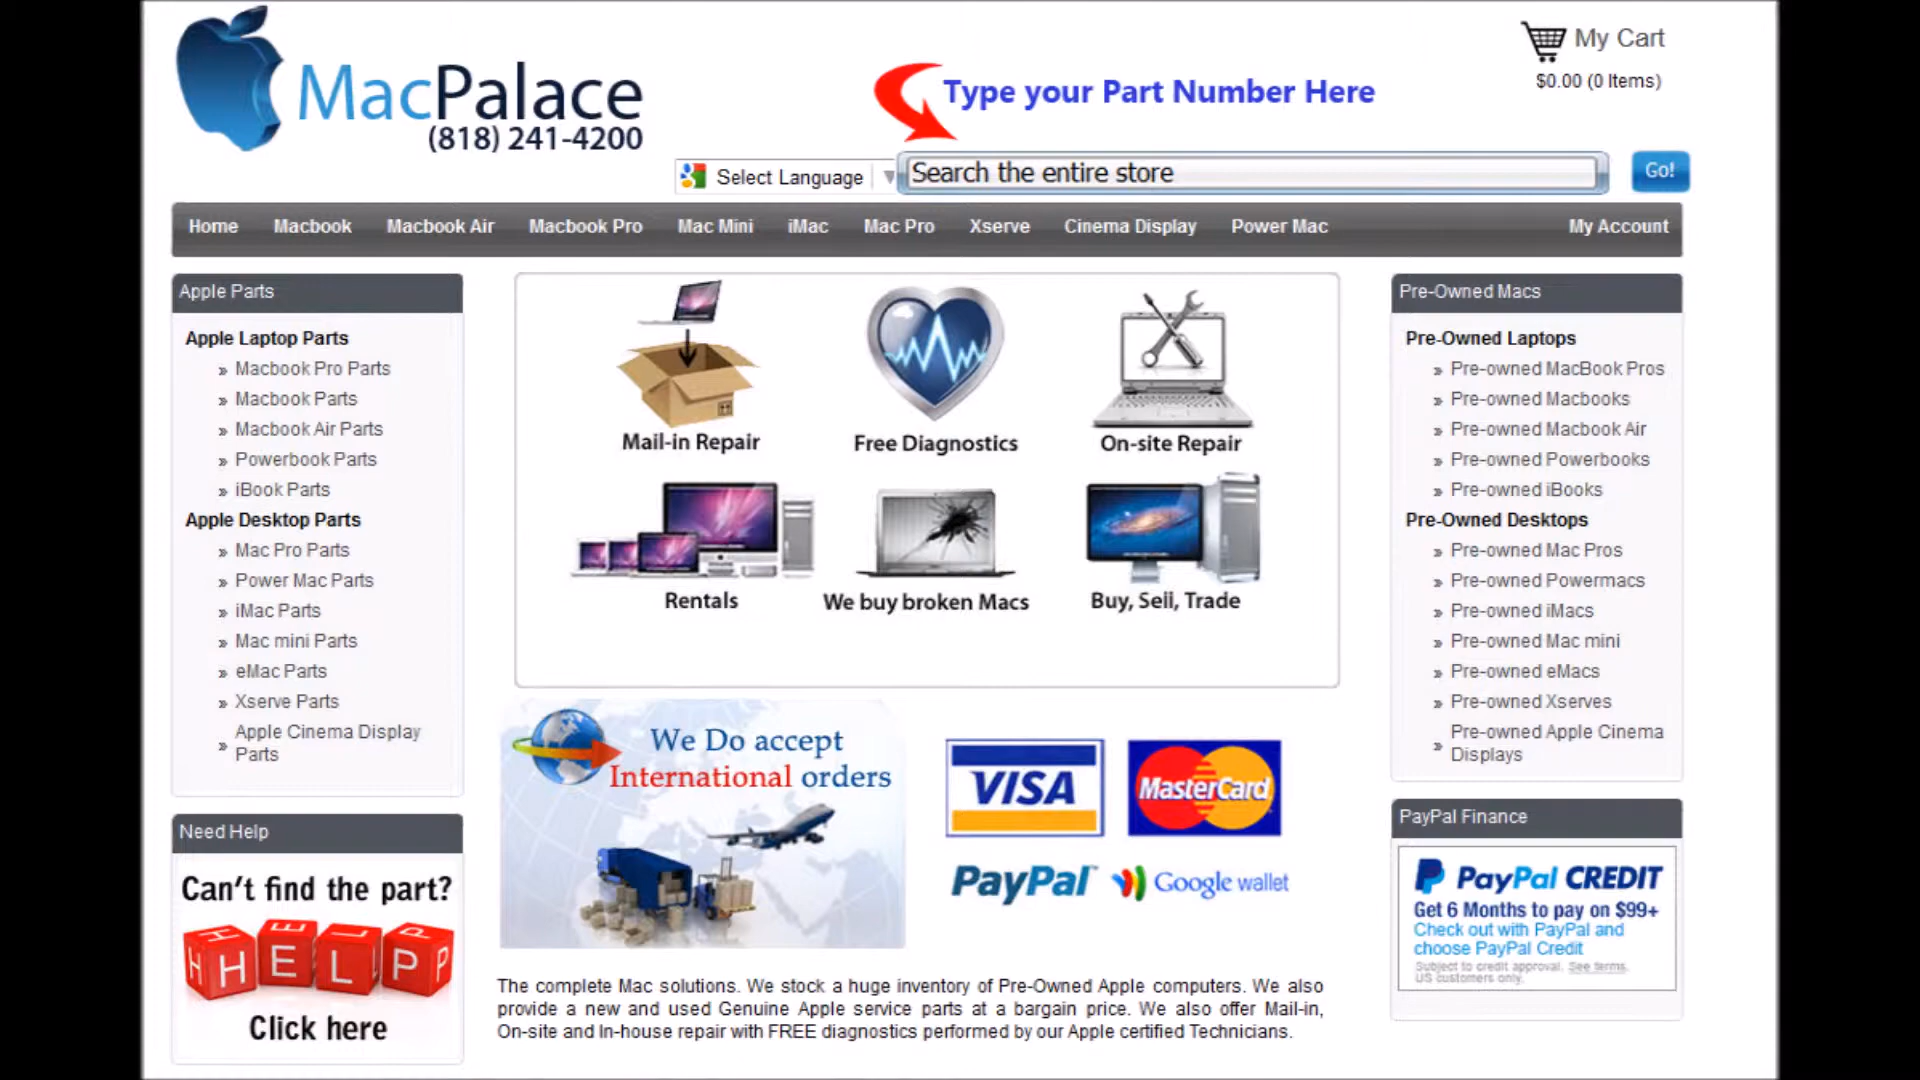 MacPalace
(818) 241-4200
Type your Part Number Here
My Cart
$0.00 (0 Items)
Select Language
Search the entire store
Go!
Home Macbook Macbook Air Macbook Pro Mac Mini iMac Mac Pro Xserve Cinema Display Power Mac My Account
Apple Parts
Apple Laptop Parts
» Macbook Pro Parts
» Macbook Parts
» Macbook Air Parts
» Powerbook Parts
» iBook Parts
Apple Desktop Parts
» Mac Pro Parts
» Power Mac Parts
» iMac Parts
» Mac mini Parts
» eMac Parts
» Xserve Parts
» Apple Cinema Display
Parts
Need Help
Can't find the part?
HELP
Click here
Mail-in Repair
Free Diagnostics
On-site Repair
Rentals
We buy broken Macs
Buy, Sell, Trade
We Do accept
International orders
VISA
MasterCard
PayPal
Google wallet
The complete Mac solutions. We stock a huge inventory of Pre-Owned Apple computers. We also
provide a new and used Genuine Apple service parts at a bargain price. We also offer Mail-in,
On-site and In-house repair with FREE diagnostics performed by our Apple certified Technicians.
Pre-Owned Macs
Pre-Owned Laptops
» Pre-owned MacBook Pros
» Pre-owned Macbooks
» Pre-owned Macbook Air
» Pre-owned Powerbooks
» Pre-owned iBooks
Pre-Owned Desktops
» Pre-owned Mac Pros
» Pre-owned Powermacs
» Pre-owned iMacs
» Pre-owned Mac mini
» Pre-owned eMacs
» Pre-owned Xserves
» Pre-owned Apple Cinema
Displays
PayPal Finance
PayPal CREDIT
Get 6 Months to pay on $99+
Check out with PayPal and
choose PayPal Credit
Subject to credit approval. See terms.
US customers only.